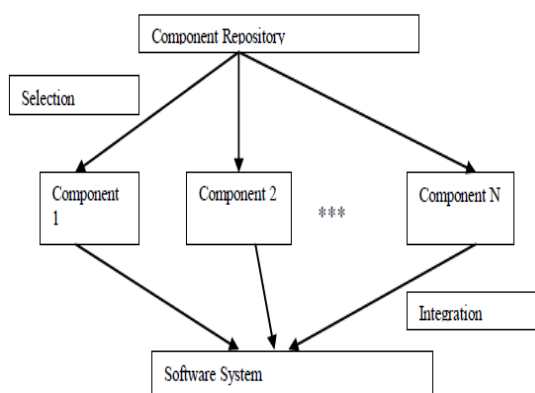 Component Repository
Selection
Component
1
Component 2
***
Component N
Integration
Software System